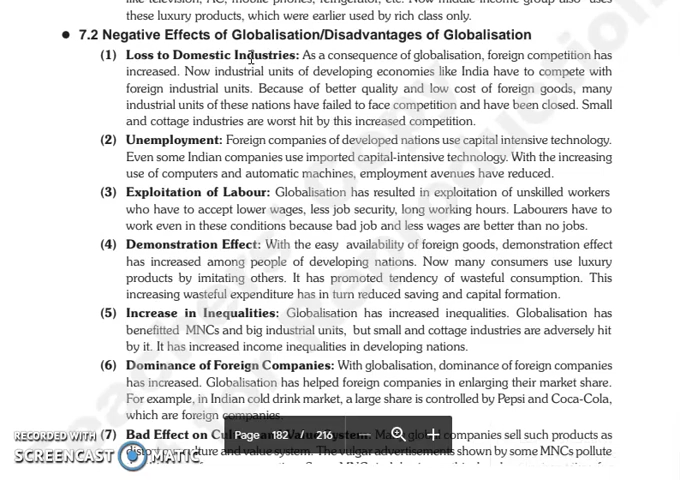 these luxury products, which were earlier used by rich class only.
• 7.2 Negative Effects of Globalisation/Disadvantages of Globalisation
(1) Loss to Domestic Industries: As a consequence of globalisation, foreign competition has
increased. Now industrial units of developing economies like India have to compete with
foreign industrial units. Because of better quality and low cost of foreign goods, many
industrial units of these nations have failed to face competition and have been closed. Small
and cottage industries are worst hit by this increased competition.
(2) Unemployment: Foreign companies of developed nations use capital intensive technology.
Even some Indian companies use imported capital-intensive technology. With the increasing
use of computers and automatic machines, employment avenues have reduced.
(3) Exploitation of Labour: Globalisation has resulted in exploitation of unskilled workers
who have to accept lower wages, less job security, long working hours. Labourers have to
work even in these conditions because bad job and less wages are better than no jobs.
(4) Demonstration Effect: With the easy availability of foreign goods, demonstration effect
has increased among people of developing nations. Now many consumers use luxury
products by imitating others. It has promoted tendency of wasteful consumption. This
increasing wasteful expenditure has in turn reduced saving and capital formation.
(5) Increase in Inequalities: Globalisation has increased inequalities. Globalisation has
benefitted MNCs and big industrial units, but small and cottage industries are adversely hit
by it. It has increased income inequalities in developing nations.
(6) Dominance of Foreign Companies: With globalisation, dominance of foreign companies
has increased. Globalisation has helped foreign companies in enlarging their market share.
For example, in Indian cold drink market, a large share is controlled by Pepsi and Coca-Cola,
which are foreign companies.
(7) Bad Effect on companies sell such products as
and value system. The vulgar advertisements shown by some MNCs pollute
Page 182 / 216
RECORDED WITH
SCREENCAST MATIC